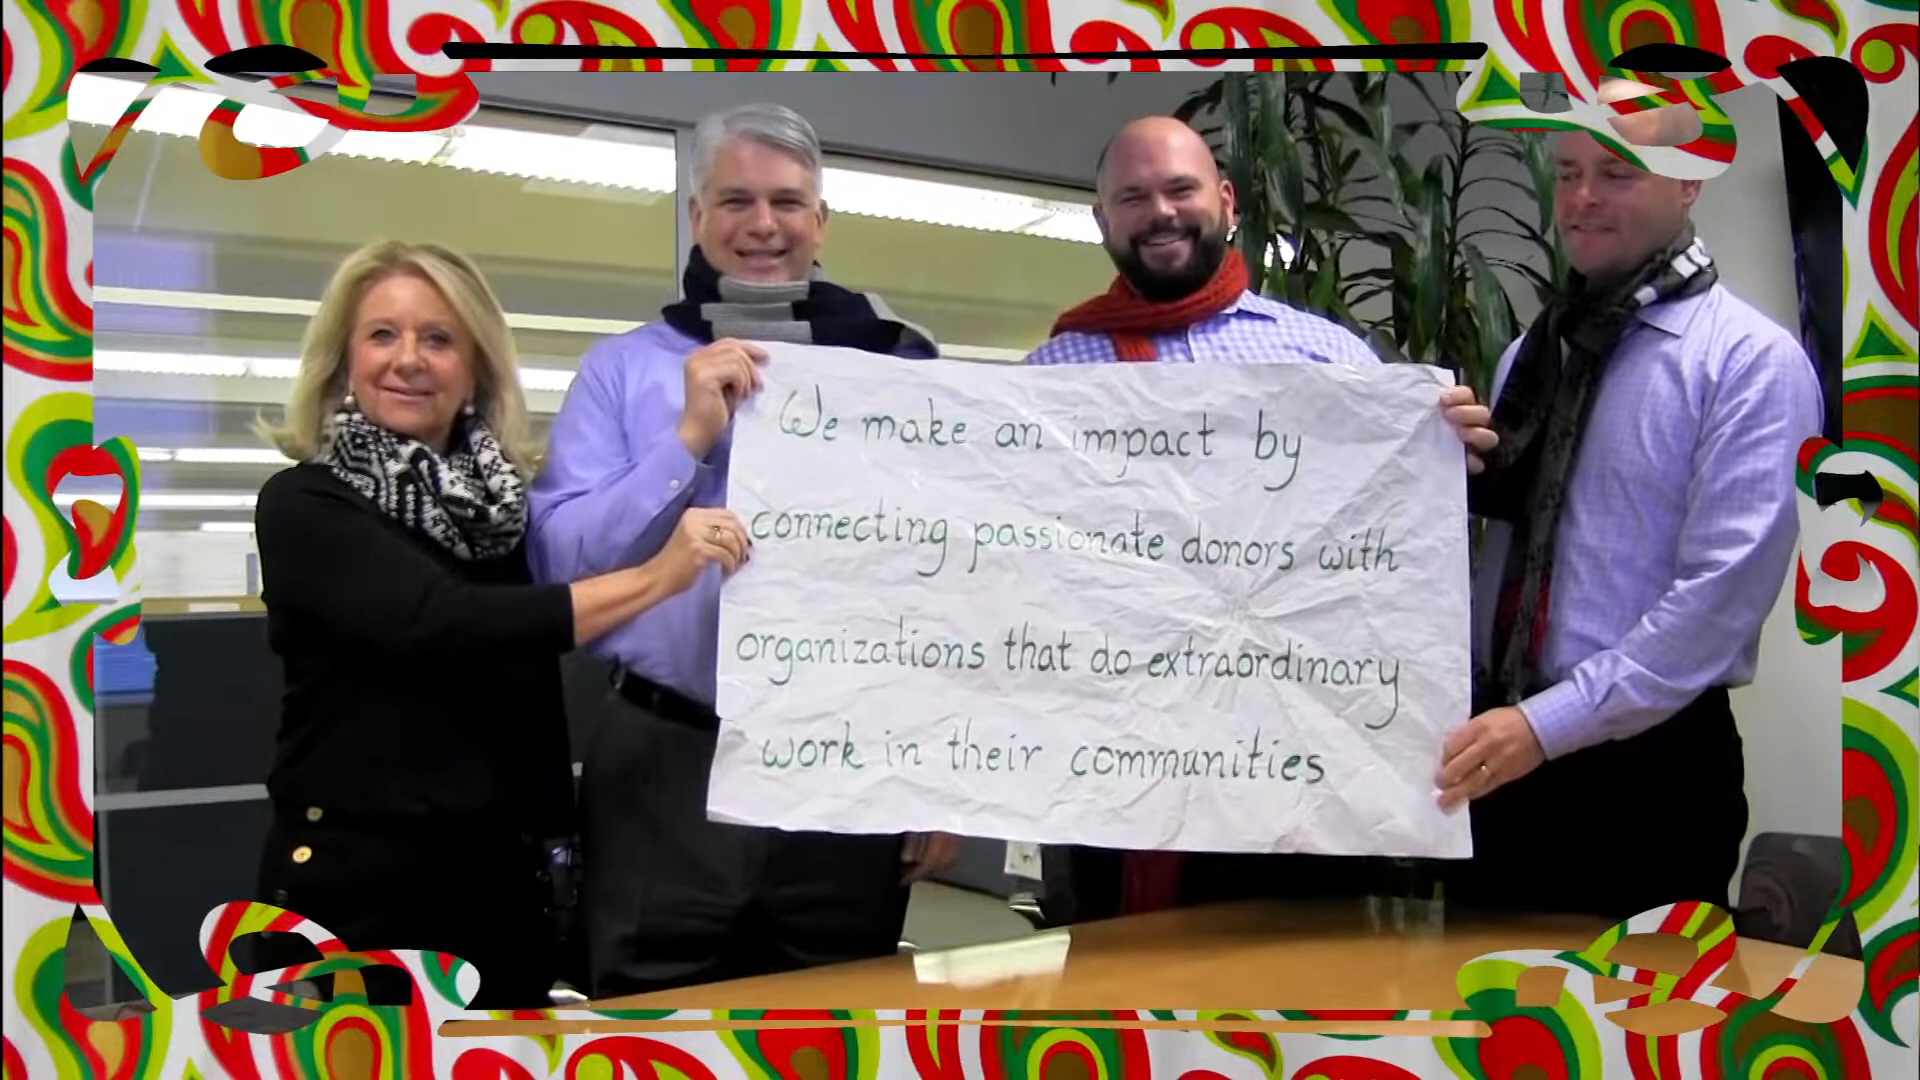 We make an impact by
connecting passionate donors with
organizations that do extraordinary
work in their communities